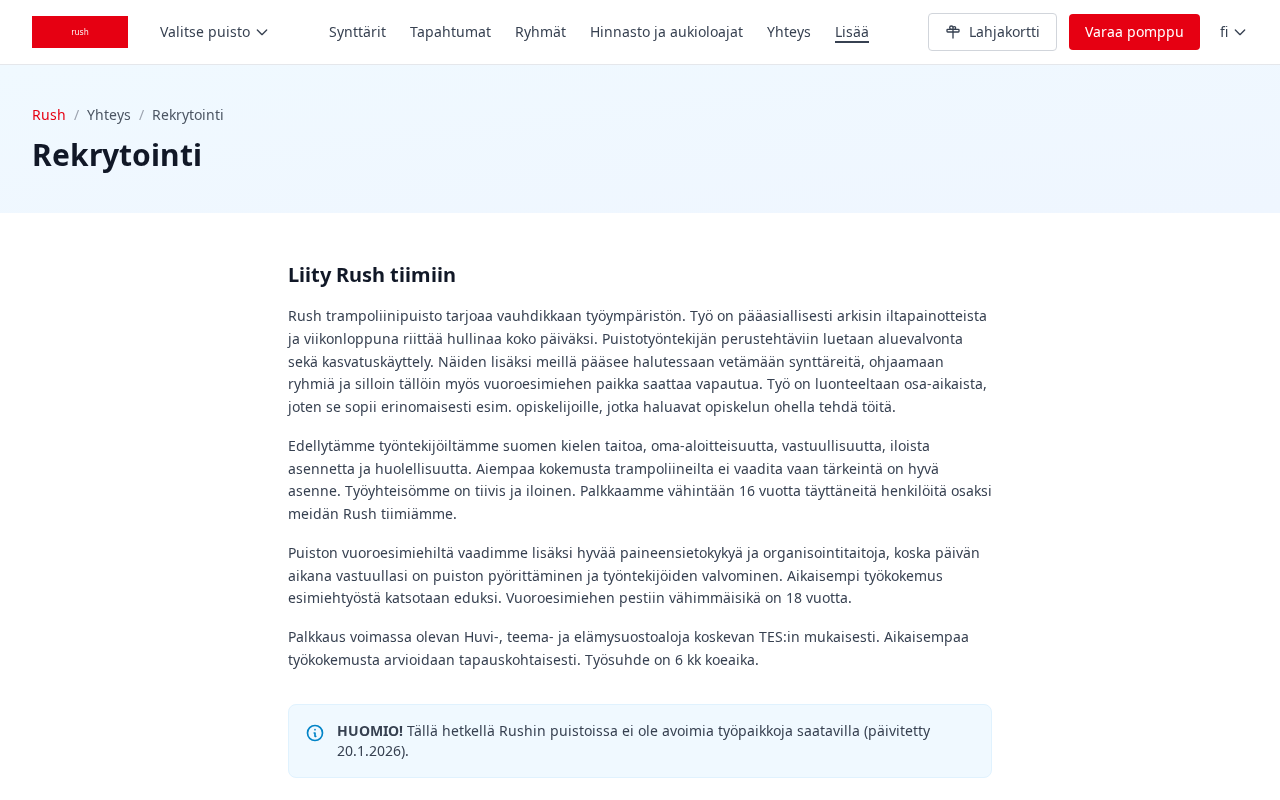 rush
Valitse puisto
Synttärit
Tapahtumat
Ryhmät
Hinnasto ja aukioloajat
Yhteys
Lisää
Lahjakortti
Varaa pomppu
fi
Rush / Yhteys / Rekrytointi
Rekrytointi
Liity Rush tiimiin
Rush trampoliinipuisto tarjoaa vauhdikkaan työympäristön. Työ on pääasiallisesti arkisin iltapainotteista
ja viikonloppuna riittää hullinaa koko päiväksi. Puistotyöntekijän perustehtäviin luetaan aluevalvonta
sekä kasvatuskäyttely. Näiden lisäksi meillä pääsee halutessaan vetämään synttäreitä, ohjaamaan
ryhmiä ja silloin tällöin myös vuoroesimiehen paikka saattaa vapautua. Työ on luonteeltaan osa-aikaista,
joten se sopii erinomaisesti esim. opiskelijoille, jotka haluavat opiskelun ohella tehdä töitä.
Edellytämme työntekijöiltämme suomen kielen taitoa, oma-aloitteisuutta, vastuullisuutta, iloista
asennetta ja huolellisuutta. Aiempaa kokemusta trampoliineilta ei vaadita vaan tärkeintä on hyvä
asenne. Työyhteisömme on tiivis ja iloinen. Palkkaamme vähintään 16 vuotta täyttäneitä henkilöitä osaksi
meidän Rush tiimiämme.
Puiston vuoroesimiehiltä vaadimme lisäksi hyvää paineensietokykyä ja organisointitaitoja, koska päivän
aikana vastuullasi on puiston pyörittäminen ja työntekijöiden valvominen. Aikaisempi työkokemus
esimiehtyöstä katsotaan eduksi. Vuoroesimiehen pestiin vähimmäisikä on 18 vuotta.
Palkkaus voimassa olevan Huvi-, teema- ja elämysuostoaloja koskevan TES:in mukaisesti. Aikaisempaa
työkokemusta arvioidaan tapauskohtaisesti. Työsuhde on 6 kk koeaika.
HUOMIO! Tällä hetkellä Rushin puistoissa ei ole avoimia työpaikkoja saatavilla (päivitetty
20.1.2026).